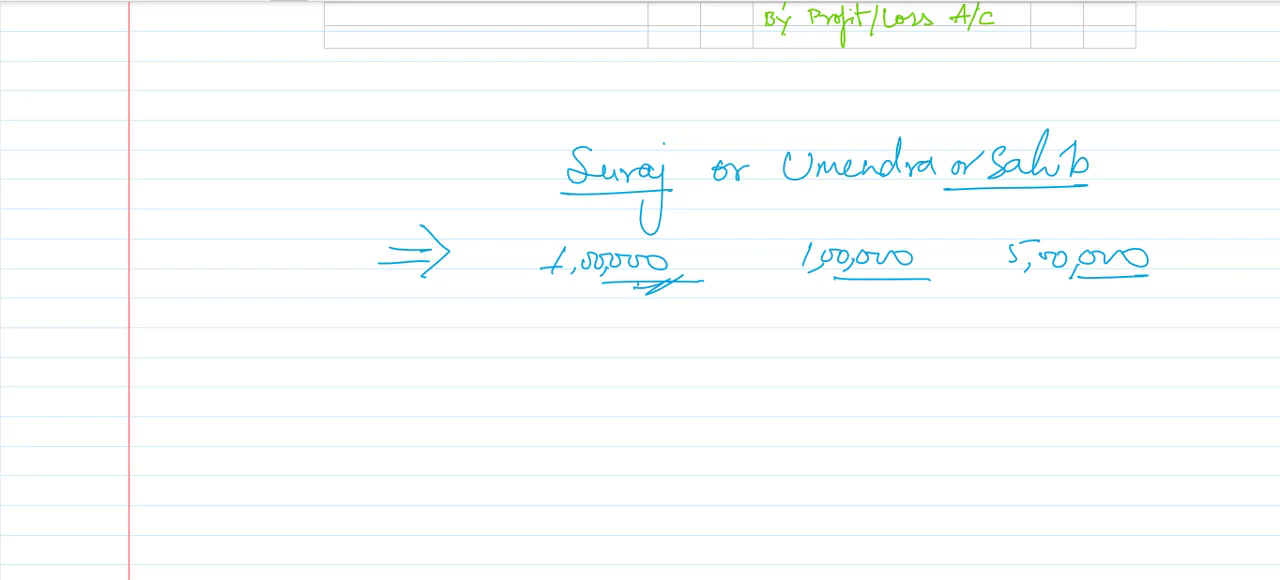 By Profit/Loss A/C
Suraj or Umendra or Sahib
⇒ 1,00,000 1,00,000 5,00,000